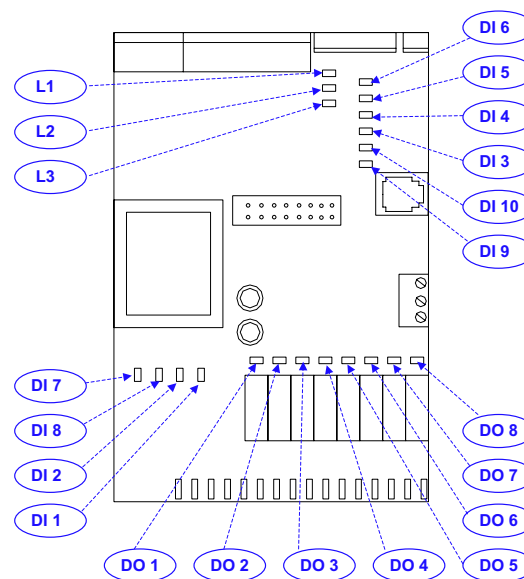 DI 6
DI 5
L1
DI 4
L2
DI 3
L3
DI 10
DI 9
DI 7
DI 8
DO 8
DI 2
DO 7
DI 1
DO 6
DO 1
DO 2
DO 3
DO 4
DO 5